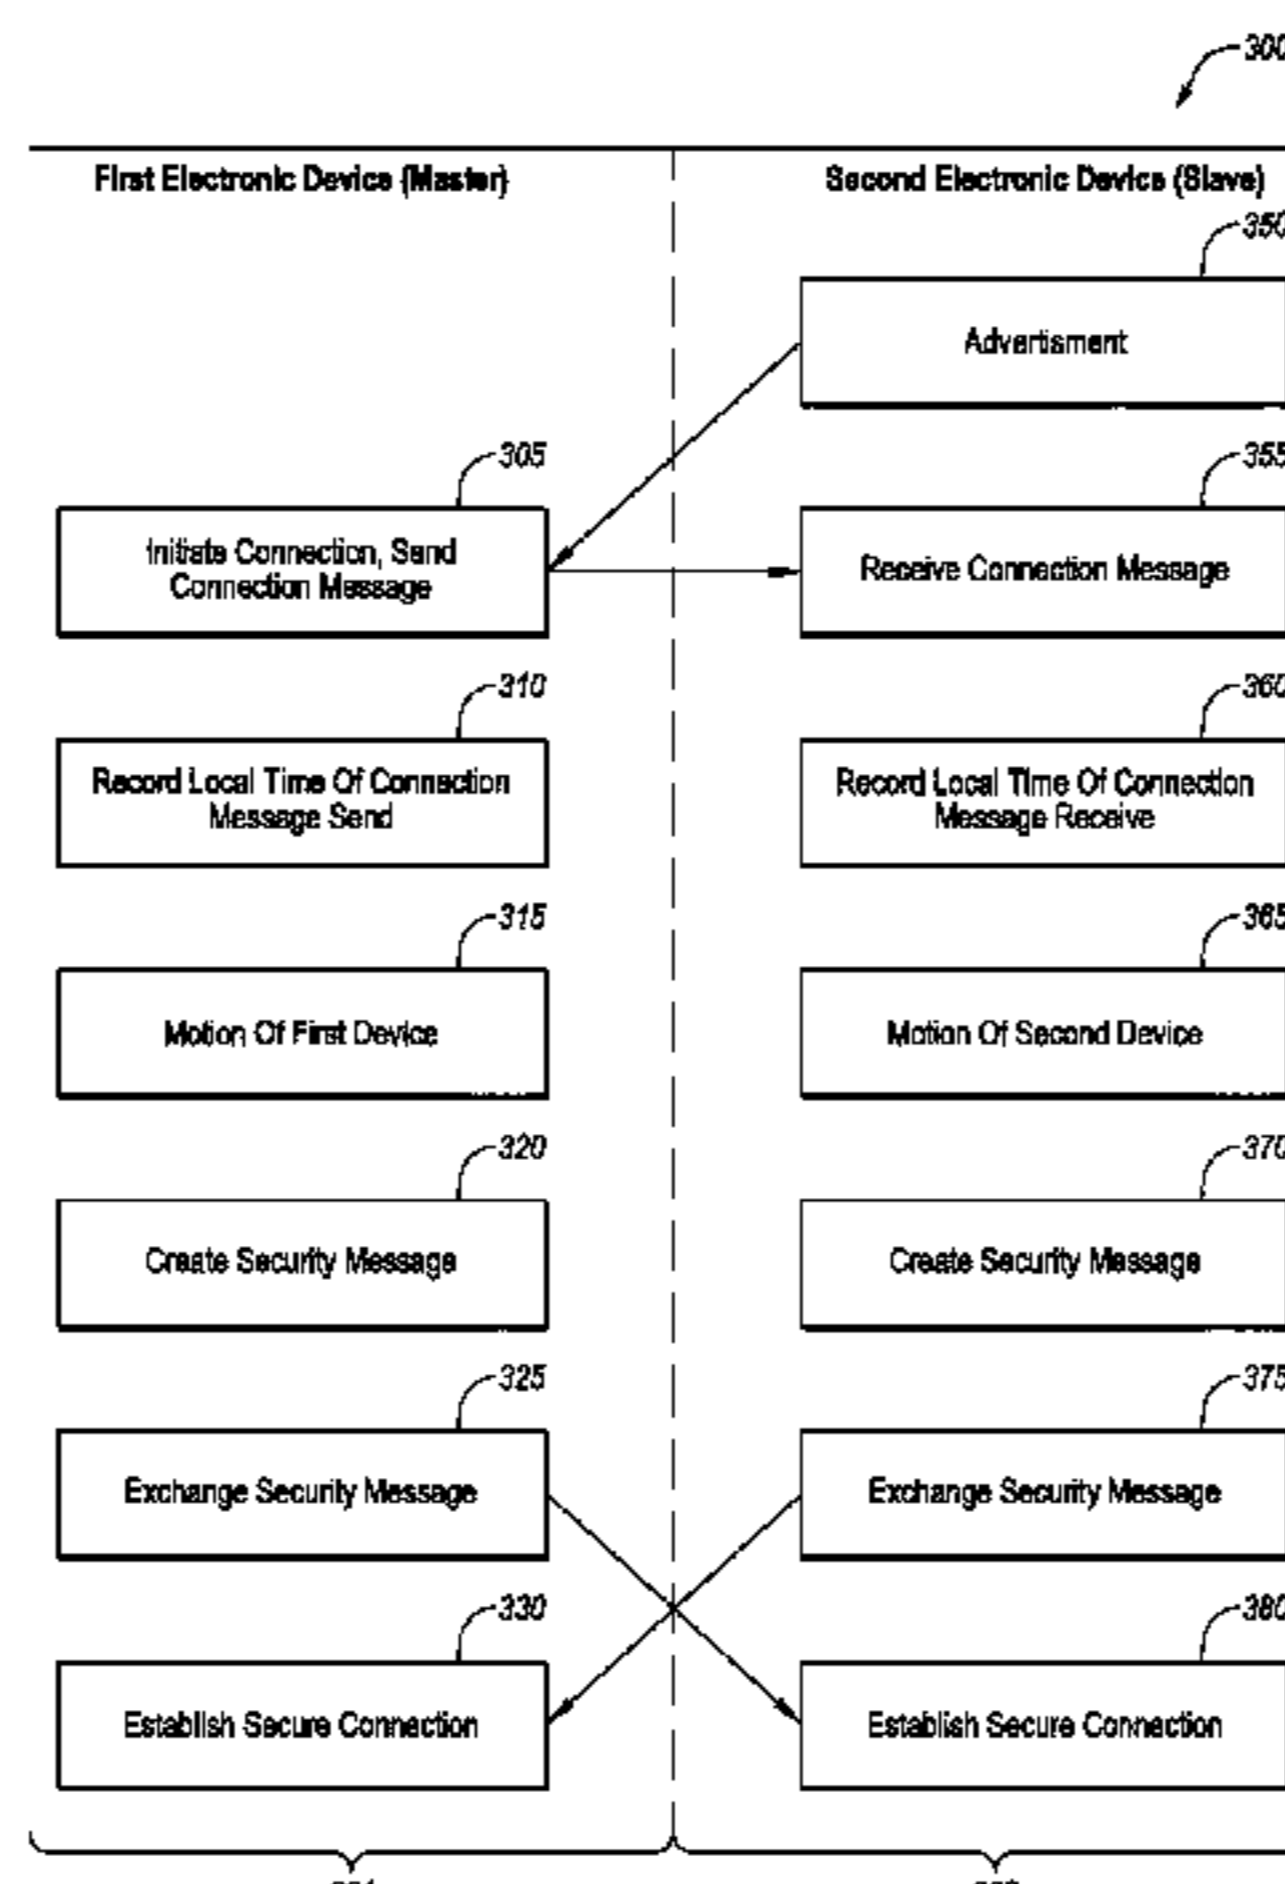 300
First Electronic Device (Master)
Second Electronic Device (Slave)
350
Advertisment
305
355
Initiate Connection, Send
Connection Message
Receive Connection Message
310
360
Record Local Time Of Connection
Message Send
Record Local Time Of Connection
Message Receive
315
365
Motion Of First Device
Motion Of Second Device
320
370
Create Security Message
Create Security Message
325
375
Exchange Security Message
Exchange Security Message
330
380
Establish Secure Connection
Establish Secure Connection